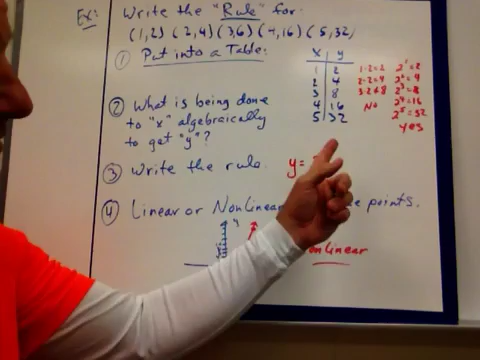 Ex: Write the "Rule" for:
(1,2) (2,4) (3,6) (4,16) (5,32)
① Put into a Table:
x y
1 2
2 4
3 8
4 16
5 32
1·2=2
2·2=4
3·2≠8
No
2¹=2
2²=4
2³=8
2⁴=16
2⁵=32
Yes
② What is being done
to "x" algebraically
to get "y"?
③ Write the rule.
y=
④ Linear or points.
y
nonlinear